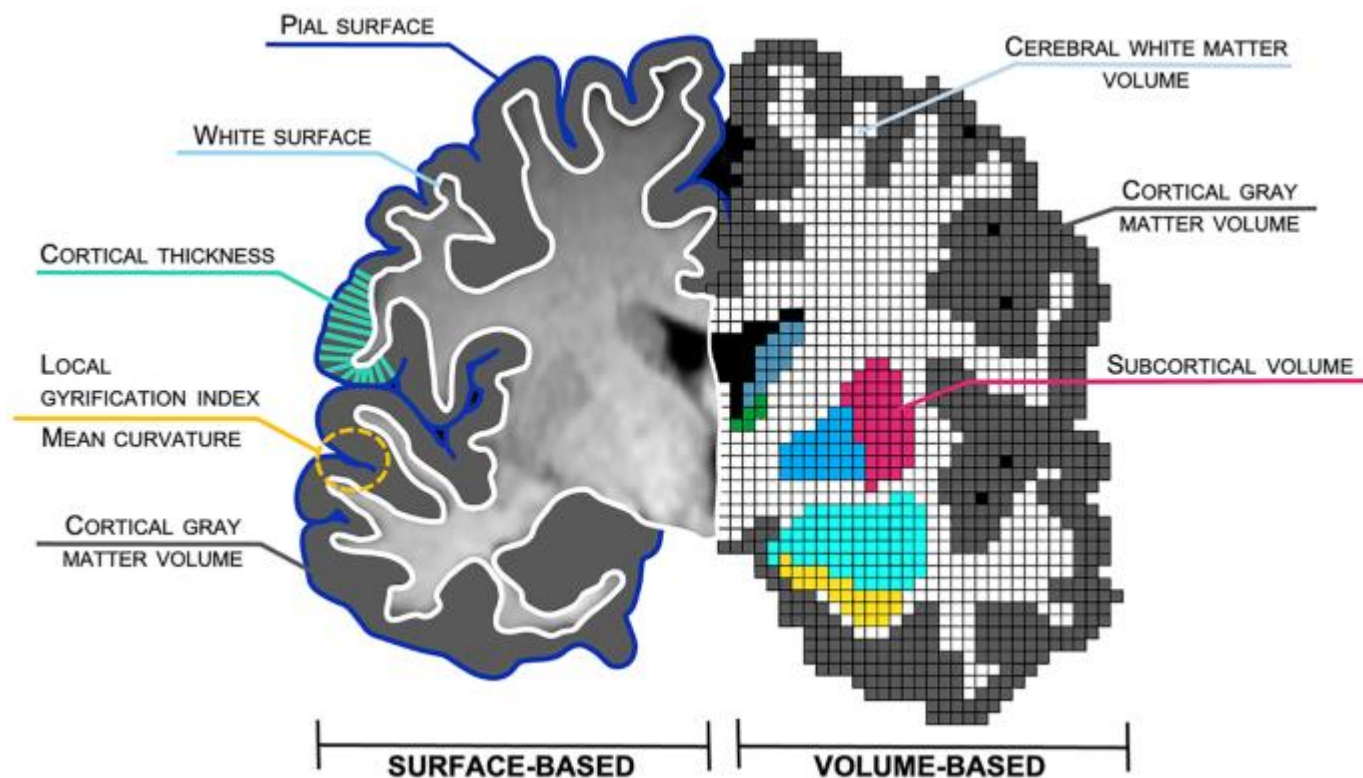 PIAL SURFACE
WHITE SURFACE
CORTICAL THICKNESS
LOCAL
GYRIFICATION INDEX
MEAN CURVATURE
CORTICAL GRAY
MATTER VOLUME
CEREBRAL WHITE MATTER
VOLUME
CORTICAL GRAY
MATTER VOLUME
SUBCORTICAL VOLUME
SURFACE-BASED
VOLUME-BASED